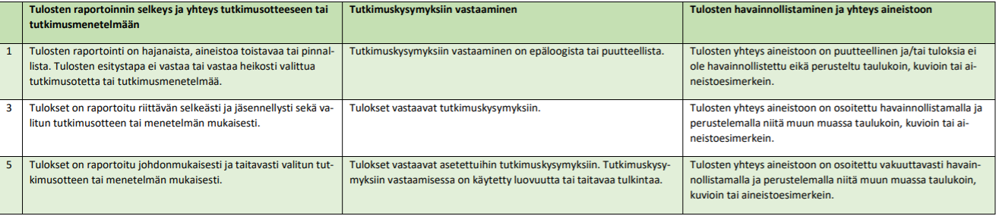 Tulosten raportoinnin selkeys ja yhteys tutkimusotteeseen tai
tutkimusmenetelmään
Tutkimuskysymyksiin vastaaminen
Tulosten havainnollistaminen ja yhteys aineistoon
1
Tulosten raportointi on hajanaista, aineistoa toistavaa tai pinnal-
lista. Tulosten esitystapa ei vastaa tai vastaa heikosti valittua
tutkimusotetta tai tutkimusmenetelmää.
Tutkimuskysymyksiin vastaaminen on epäloogista tai puutteellista.
Tulosten yhteys aineistoon on puutteellinen ja/tai tuloksia ei
ole havainnollistettu eikä perusteltu taulukoin, kuvioin tai ai-
neistoesimerkein.
3
Tulokset on raportoitu riittävän selkeästi ja jäsennellysti sekä va-
litun tutkimusotteen tai menetelmän mukaisesti.
Tulokset vastaavat tutkimuskysymyksiin.
Tulosten yhteys aineistoon on osoitettu havainnollistamalla ja
perustelemalla niitä muun muassa taulukoin, kuvioin tai ai-
neistoesimerkein.
5
Tulokset on raportoitu johdonmukaisesti ja taitavasti valitun tut-
kimusotteen tai menetelmän mukaisesti.
Tulokset vastaavat asetettuihin tutkimuskysymyksiin. Tutkimuskysy-
myksiin vastaamisessa on käytetty luovuutta tai taitavaa tulkintaa.
Tulosten yhteys aineistoon on osoitettu vakuuttavasti havain-
nollistamalla ja perustelemalla niitä muun muassa taulukoin,
kuvioin tai aineistoesimerkein.